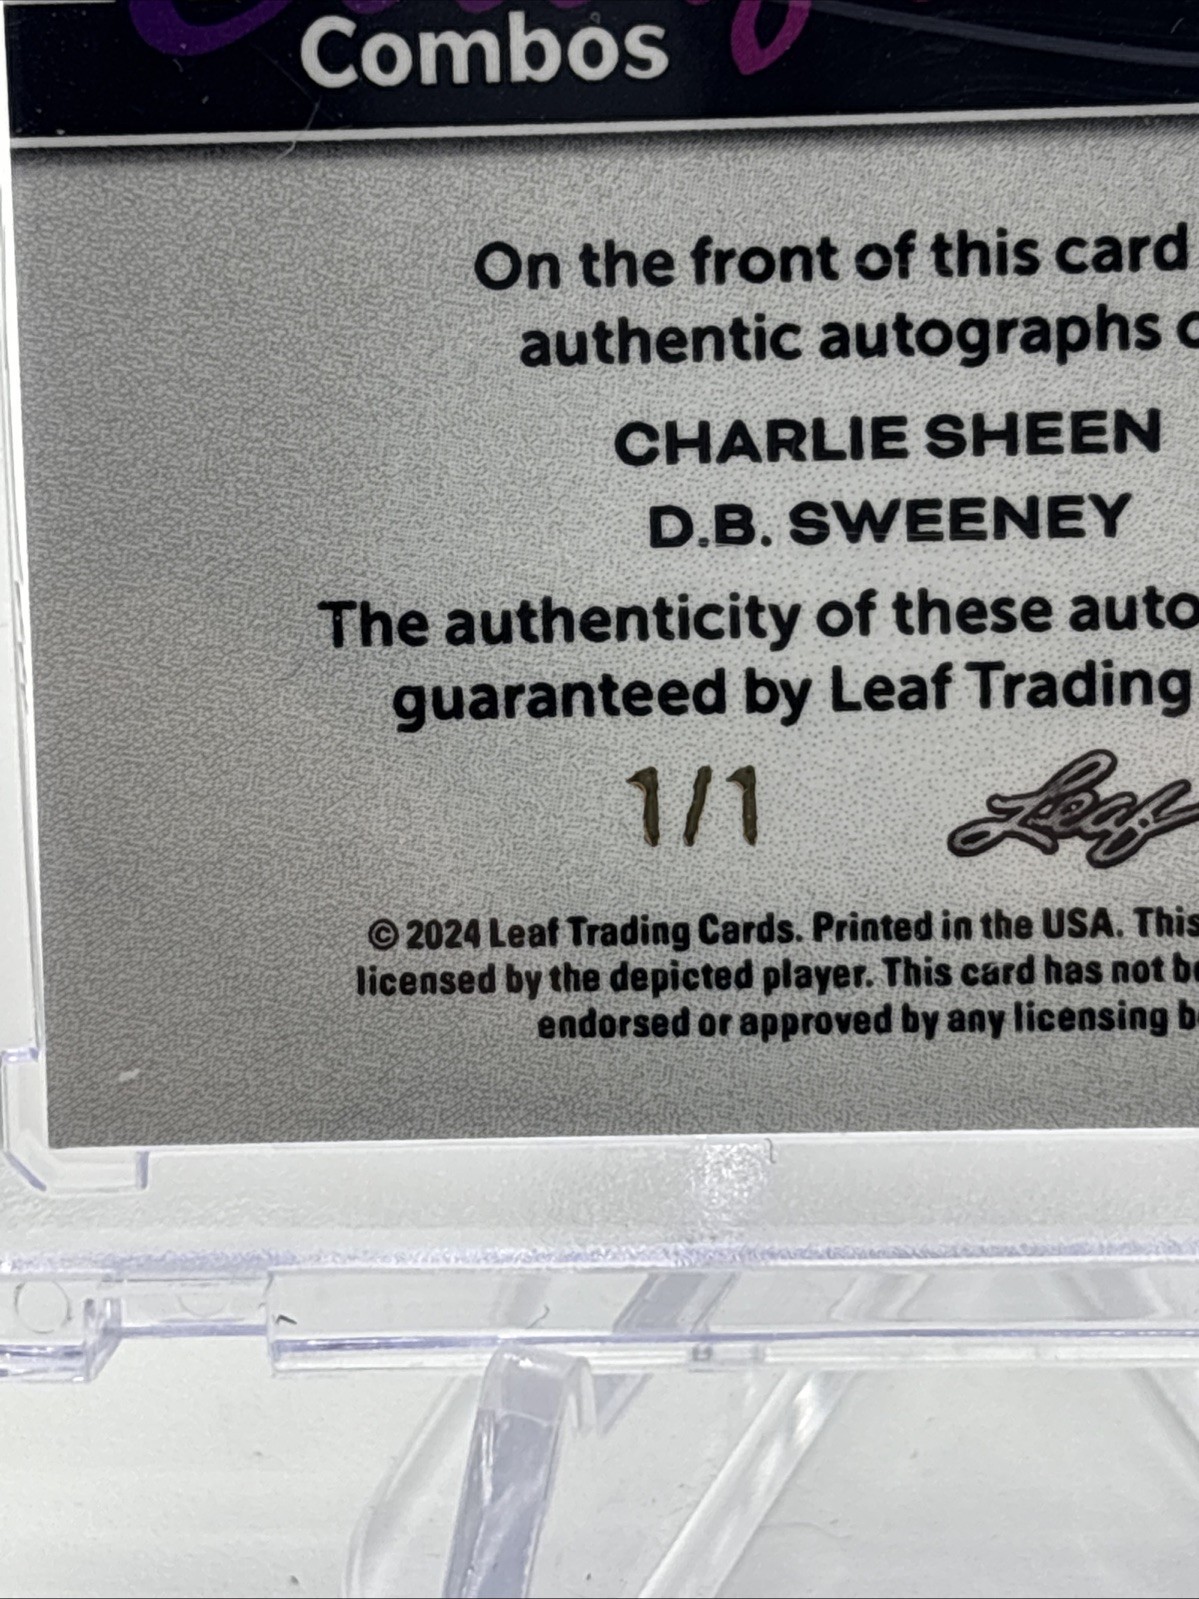 Combos
On the front of this card
authentic autographs
CHARLIE SHEEN
D.B. SWEENEY
The authenticity of these auto
guaranteed by Leaf Trading
1/1
Leaf
© 2024 Leaf Trading Cards. Printed in the USA. This
licensed by the depicted player. This card has not b
endorsed or approved by any licensing b